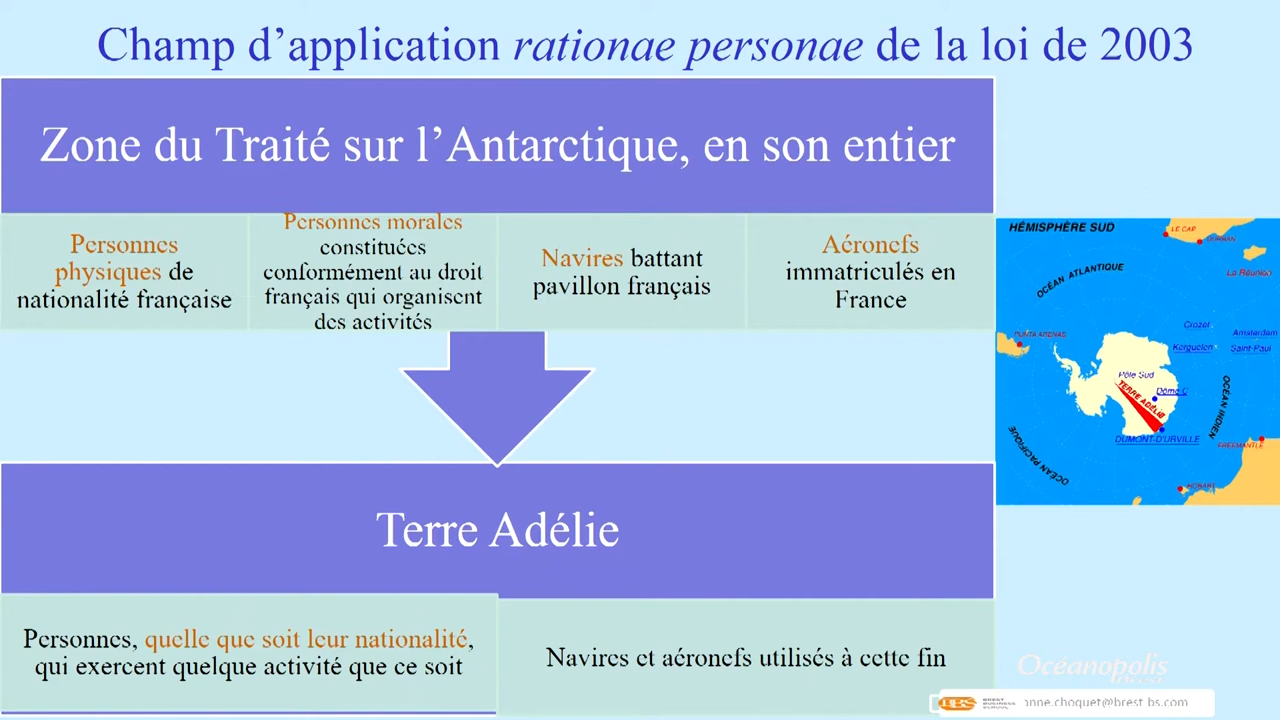 Champ d’application rationae personae de la loi de 2003
Zone du Traité sur l’Antarctique, en son entier
Personnes
physiques de
nationalité française
Personnes morales
constituées
conformément au droit
français qui organisent
des activités
Navires battant
pavillon français
Aéronefs
immatriculés en
France
HÉMISPHÈRE SUD
LE CAP
DURBAN
La Réunion
OCÉAN ATLANTIQUE
PUNTA ARENAS
Crozet
Amsterdam
Kerguelen
Saint-Paul
Pôle Sud
Dôme C
TERRE ADÉLIE
OCÉAN INDIEN
DUMONT-D'URVILLE
OCÉAN PACIFIQUE
FREEMANTLE
HOBART
Terre Adélie
Personnes, quelle que soit leur nationalité,
qui exercent quelque activité que ce soit
Navires et aéronefs utilisés à cette fin
Océanopolis
Brest
BBS
BREST
BUSINESS
SCHOOL
anne.choquet@brest-bs.com